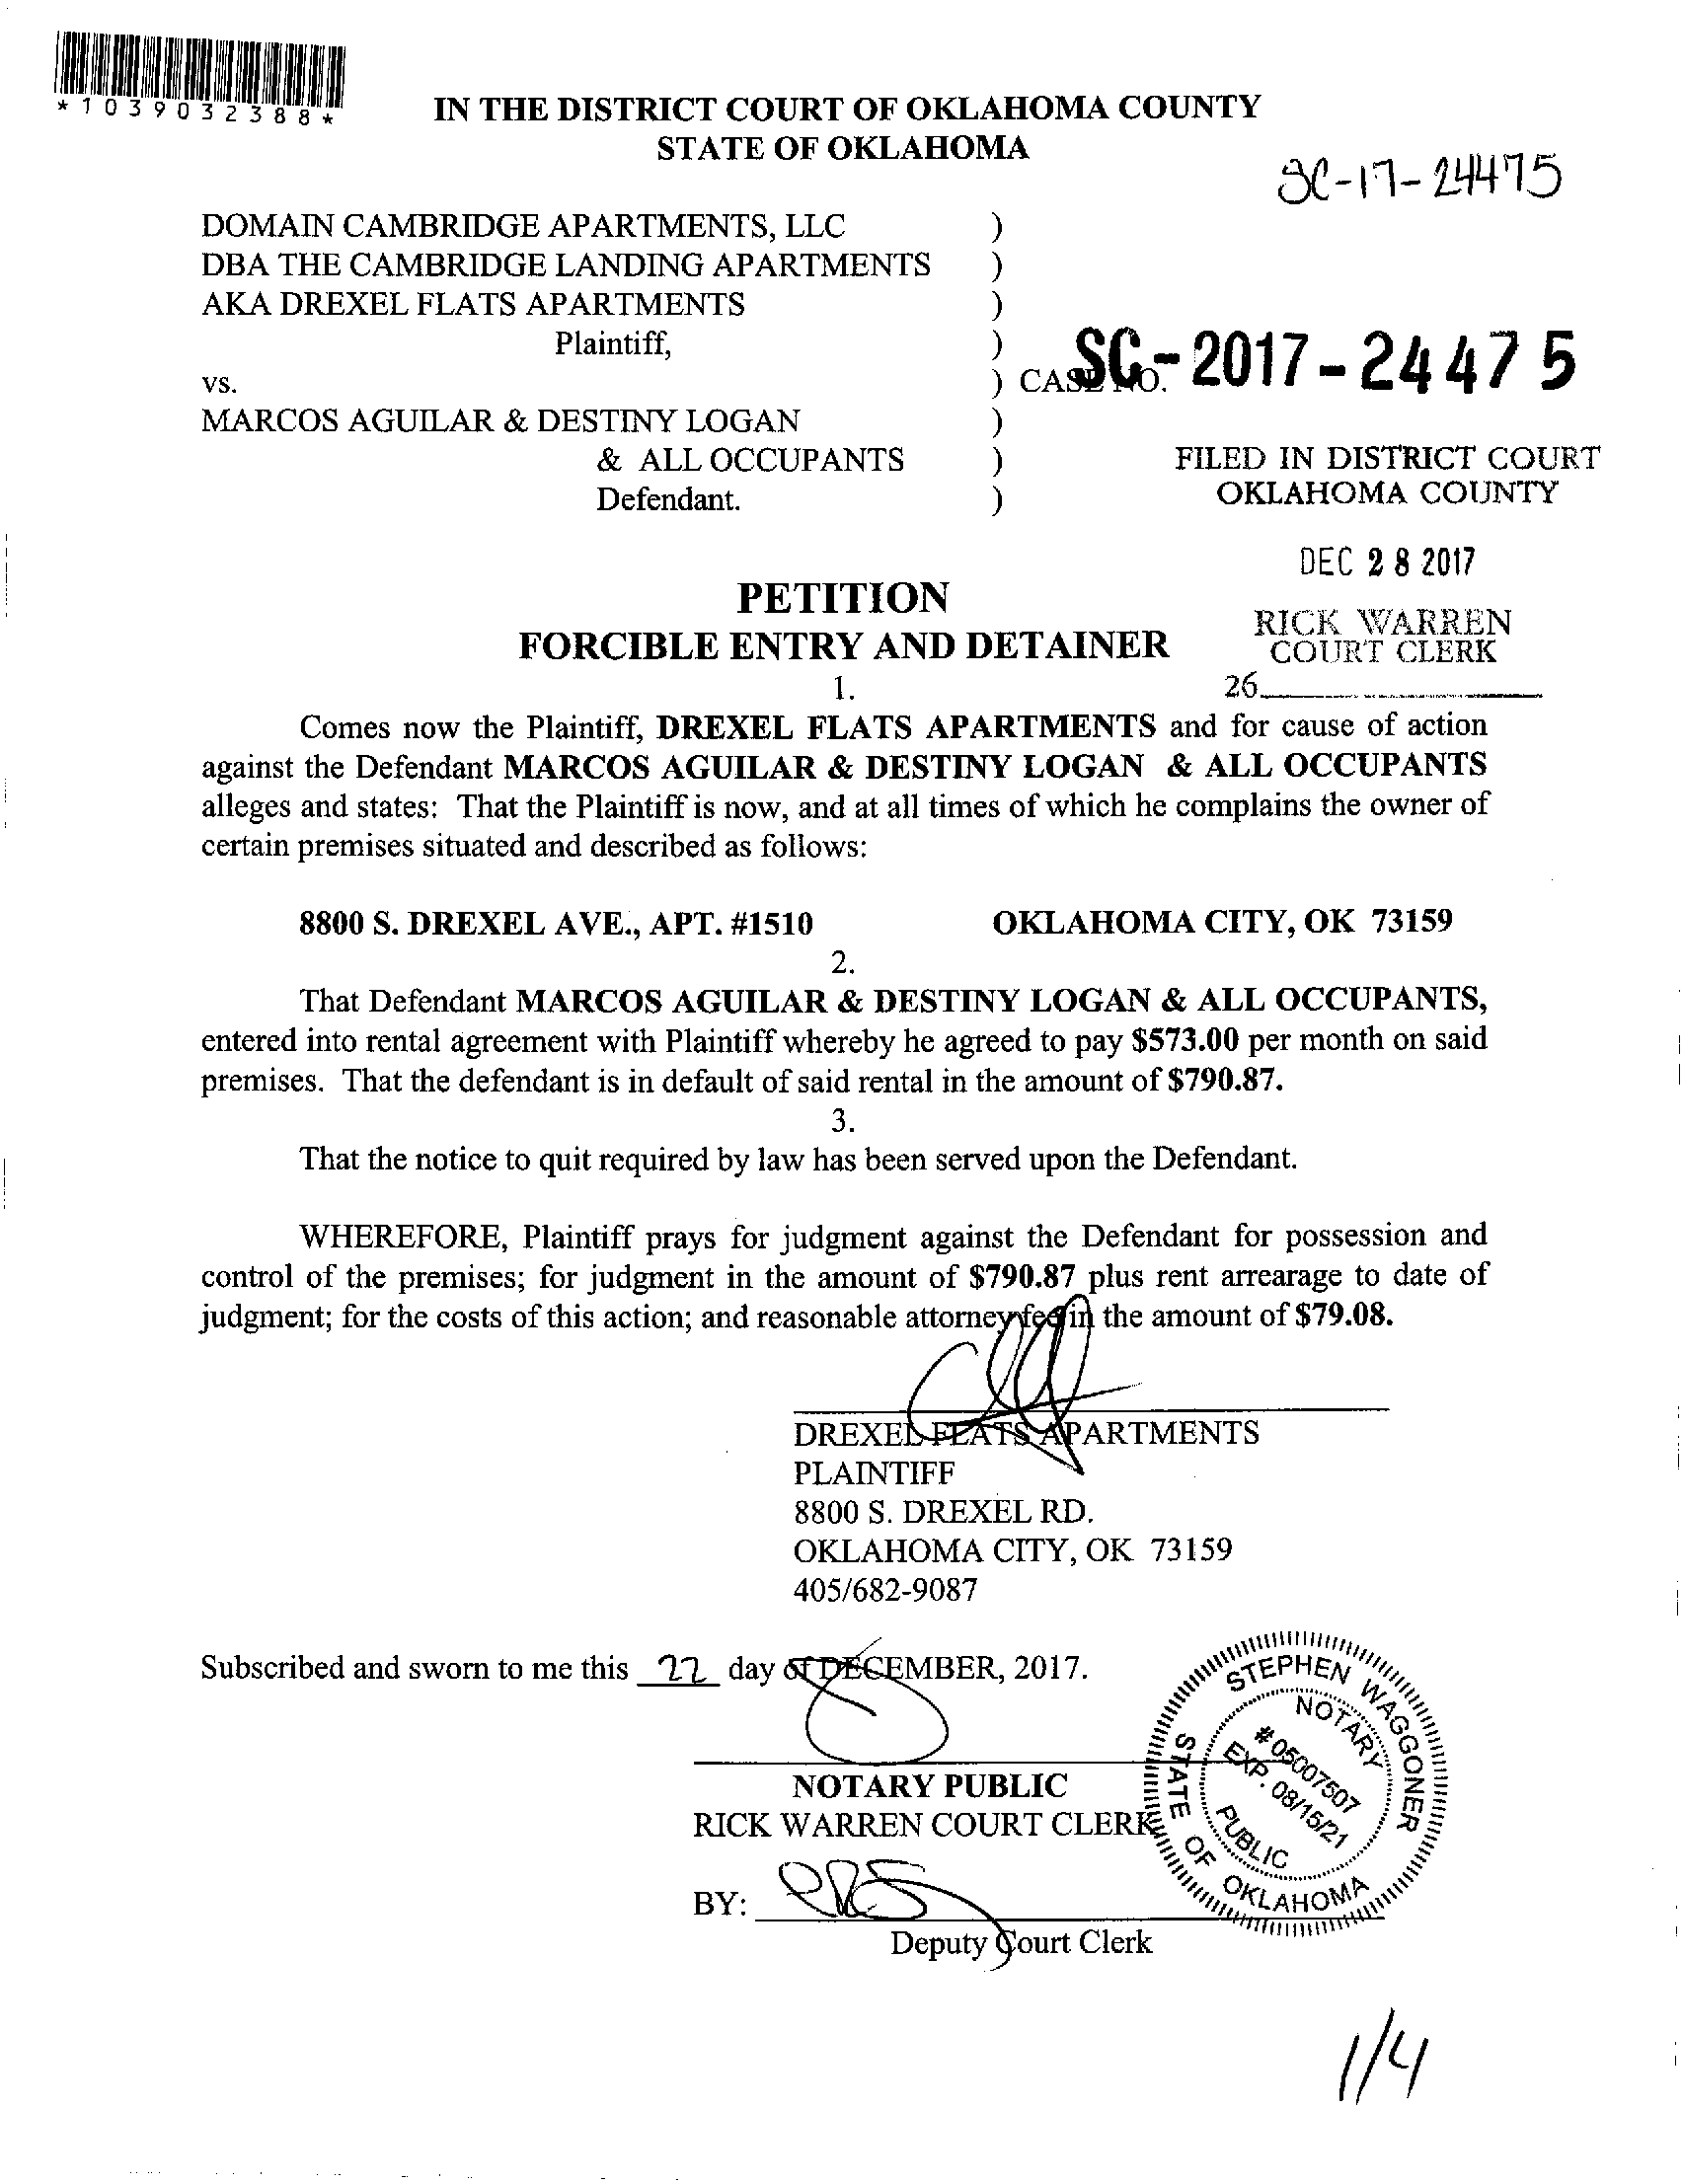 *1039032388*
IN THE DISTRICT COURT OF OKLAHOMA COUNTY
STATE OF OKLAHOMA
SC-17-24475
DOMAIN CAMBRIDGE APARTMENTS, LLC )
DBA THE CAMBRIDGE LANDING APARTMENTS )
AKA DREXEL FLATS APARTMENTS )
Plaintiff, )
vs. ) CASE NO. SC-2017-24475
MARCOS AGUILAR & DESTINY LOGAN )
& ALL OCCUPANTS )
Defendant. )
FILED IN DISTRICT COURT
OKLAHOMA COUNTY
DEC 28 2017
RICK WARREN
COURT CLERK
26
PETITION
FORCIBLE ENTRY AND DETAINER
1.
Comes now the Plaintiff, DREXEL FLATS APARTMENTS and for cause of action
against the Defendant MARCOS AGUILAR & DESTINY LOGAN & ALL OCCUPANTS
alleges and states: That the Plaintiff is now, and at all times of which he complains the owner of
certain premises situated and described as follows:
8800 S. DREXEL AVE., APT. #1510 OKLAHOMA CITY, OK 73159
2.
That Defendant MARCOS AGUILAR & DESTINY LOGAN & ALL OCCUPANTS,
entered into rental agreement with Plaintiff whereby he agreed to pay $573.00 per month on said
premises. That the defendant is in default of said rental in the amount of $790.87.
3.
That the notice to quit required by law has been served upon the Defendant.
WHEREFORE, Plaintiff prays for judgment against the Defendant for possession and
control of the premises; for judgment in the amount of $790.87 plus rent arrearage to date of
judgment; for the costs of this action; and reasonable attorney fee in the amount of $79.08.
DREXEL FLATS APARTMENTS
PLAINTIFF
8800 S. DREXEL RD.
OKLAHOMA CITY, OK 73159
405/682-9087
Subscribed and sworn to me this 22 day of DECEMBER, 2017.
NOTARY PUBLIC
RICK WARREN COURT CLERK
BY:
Deputy Court Clerk
STEPHEN WAGGONER
NOTARY
# 05007507
EXP. 08/15/21
PUBLIC
STATE OF OKLAHOMA
1/4